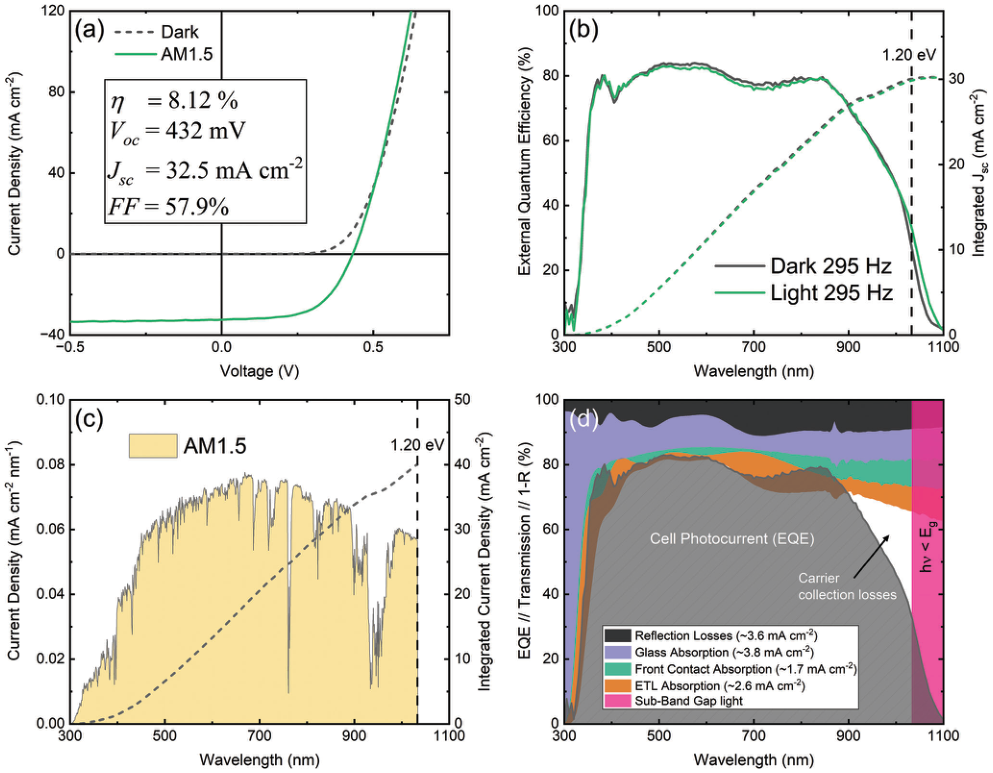 (a)
Dark
AM1.5
η = 8.12 %
Voc = 432 mV
Jsc = 32.5 mA cm-2
FF = 57.9%
120
80
40
0
−40
Current Density (mA cm-2)
−0.5
0.0
0.5
Voltage (V)
(b)
1.20 eV
Dark 295 Hz
Light 295 Hz
100
80
60
40
20
0
External Quantum Efficiency (%)
30
20
10
0
Integrated Jsc (mA cm-2)
300
500
700
900
1100
Wavelength (nm)
(c)
AM1.5
1.20 eV
0.10
0.08
0.06
0.04
0.02
0.00
Current Density (mA cm-2 nm-1)
50
40
30
20
10
0
Integrated Current Density (mA cm-2)
300
500
700
900
1100
Wavelength (nm)
(d)
Cell Photocurrent (EQE)
Carrier
collection losses
hν < Eg
Reflection Losses (~3.6 mA cm-2)
Glass Absorption (~3.8 mA cm-2)
Front Contact Absorption (~1.7 mA cm-2)
ETL Absorption (~2.6 mA cm-2)
Sub-Band Gap light
100
80
60
40
20
0
EQE // Transmission // 1-R (%)
300
500
700
900
1100
Wavelength (nm)